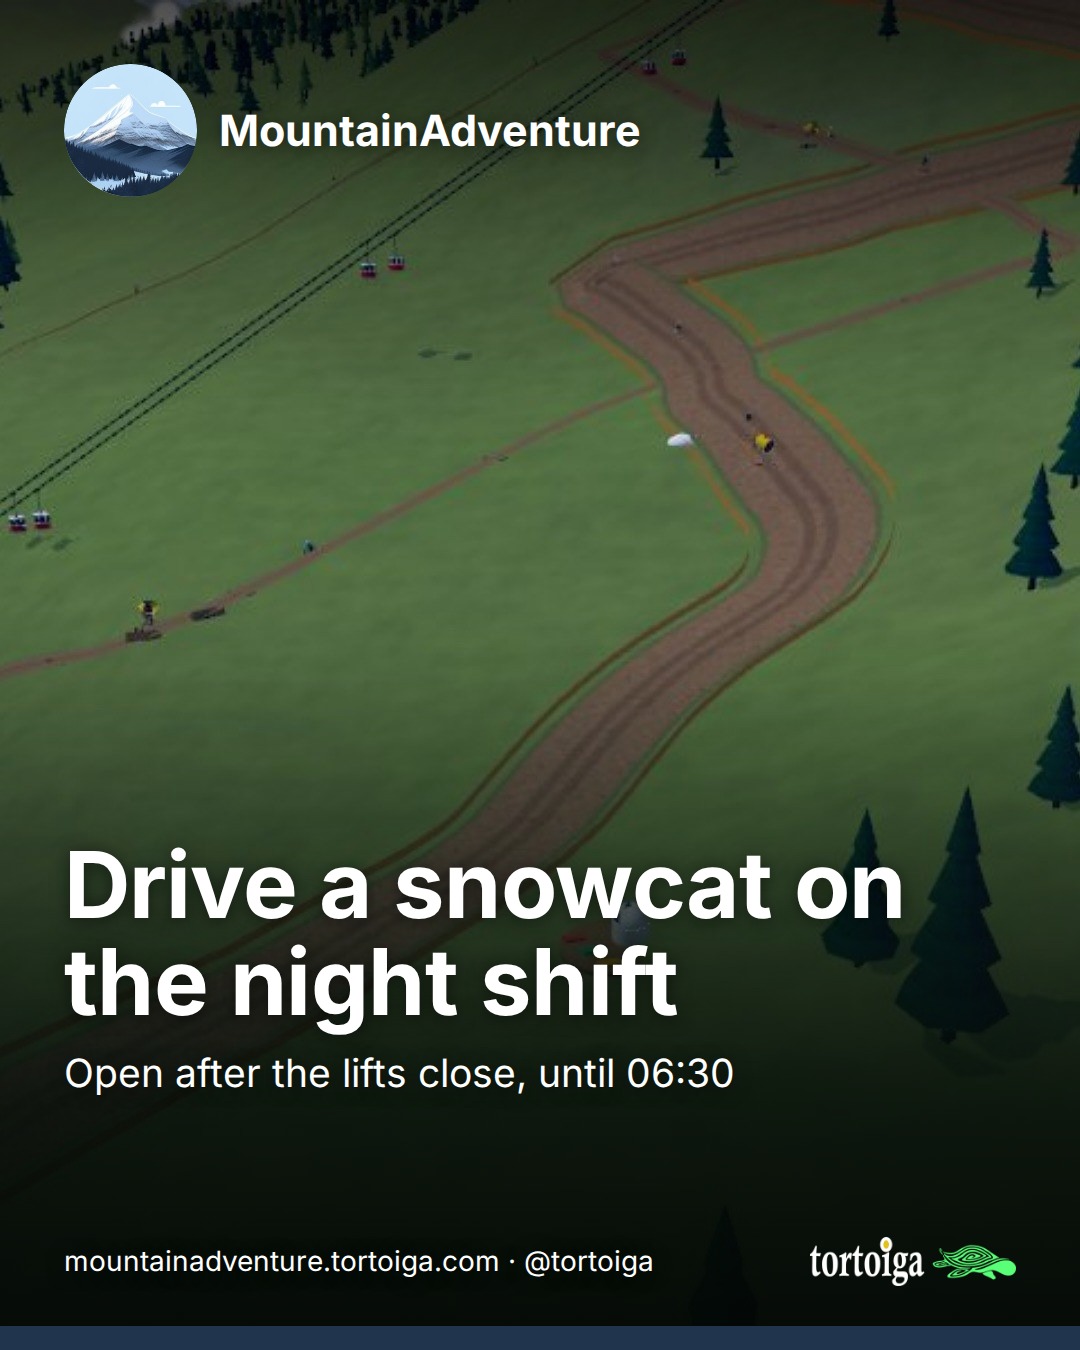 MountainAdventure
Drive a snowcat on
the night shift
Open after the lifts close, until 06:30
mountainadventure.tortoiga.com · @tortoiga
tortoiga